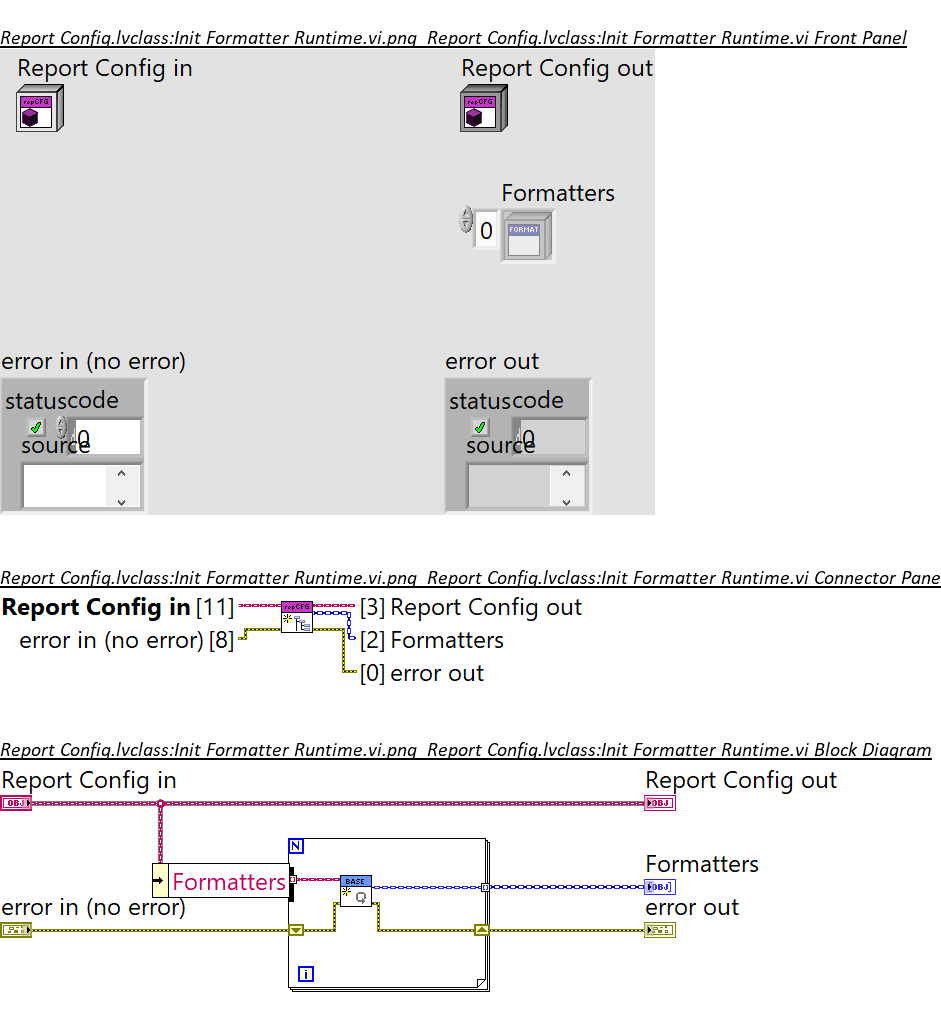 Report Config.lvclass:Init Formatter Runtime.vi.png  Report Config.lvclass:Init Formatter Runtime.vi Front Panel
Report Config in
Report Config out
repCFG
repCFG
Formatters
0
FORMAT
error in (no error)
error out
status code
status code
0
0
source
source
Report Config.lvclass:Init Formatter Runtime.vi.png  Report Config.lvclass:Init Formatter Runtime.vi Connector Pane
Report Config in [11]
repCFG
[3] Report Config out
error in (no error) [8]
[2] Formatters
[0] error out
Report Config.lvclass:Init Formatter Runtime.vi.png  Report Config.lvclass:Init Formatter Runtime.vi Block Diagram
Report Config in
Report Config out
OBJ
OBJ
N
Formatters
Formatters
BASE
[OBJ]
error in (no error)
error out
i